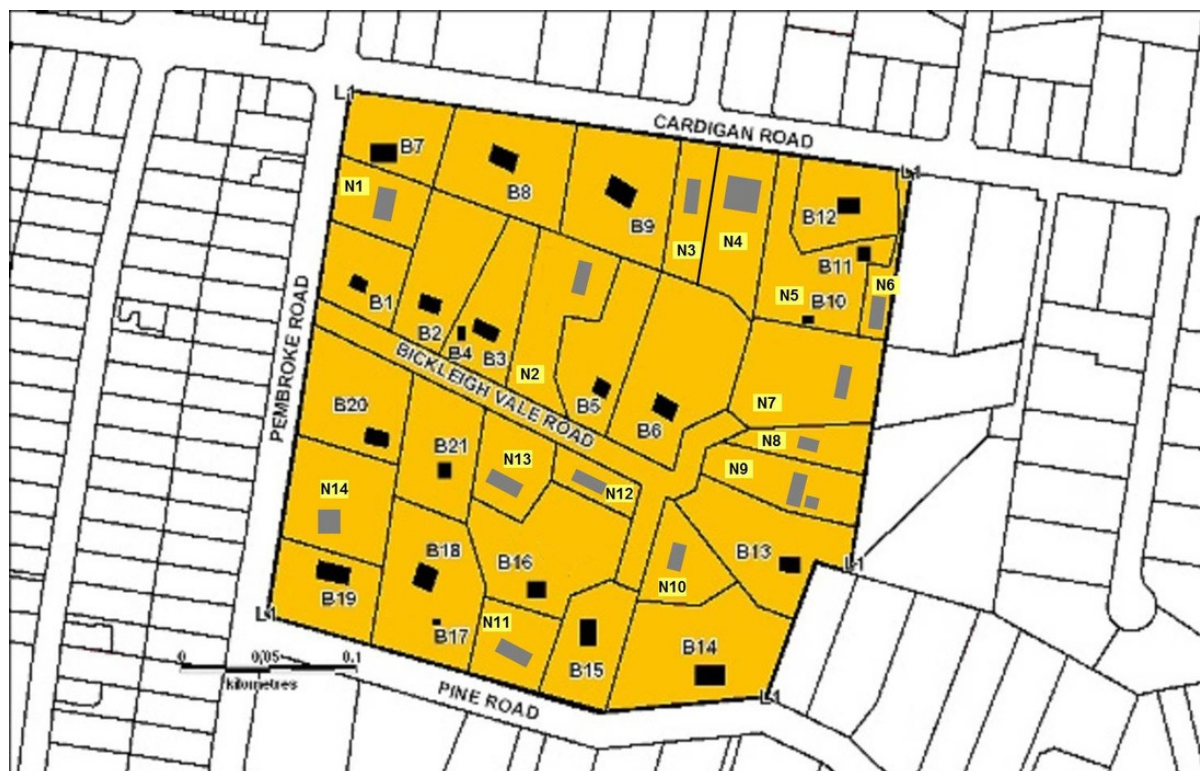 L1
CARDIGAN ROAD
L1
B7
B8
B9
N1
N3
N4
B12
B11
N5
B10
N6
B1
B2
B4
B3
N2
B5
B6
N7
BICKLEIGH VALE ROAD
PEMBROKE ROAD
B20
B21
N13
N12
N8
N9
N14
B18
B16
N10
B13
L1
B19
L1
B17
N11
B15
B14
L1
0
0.05
0.1
kilometres
PINE ROAD